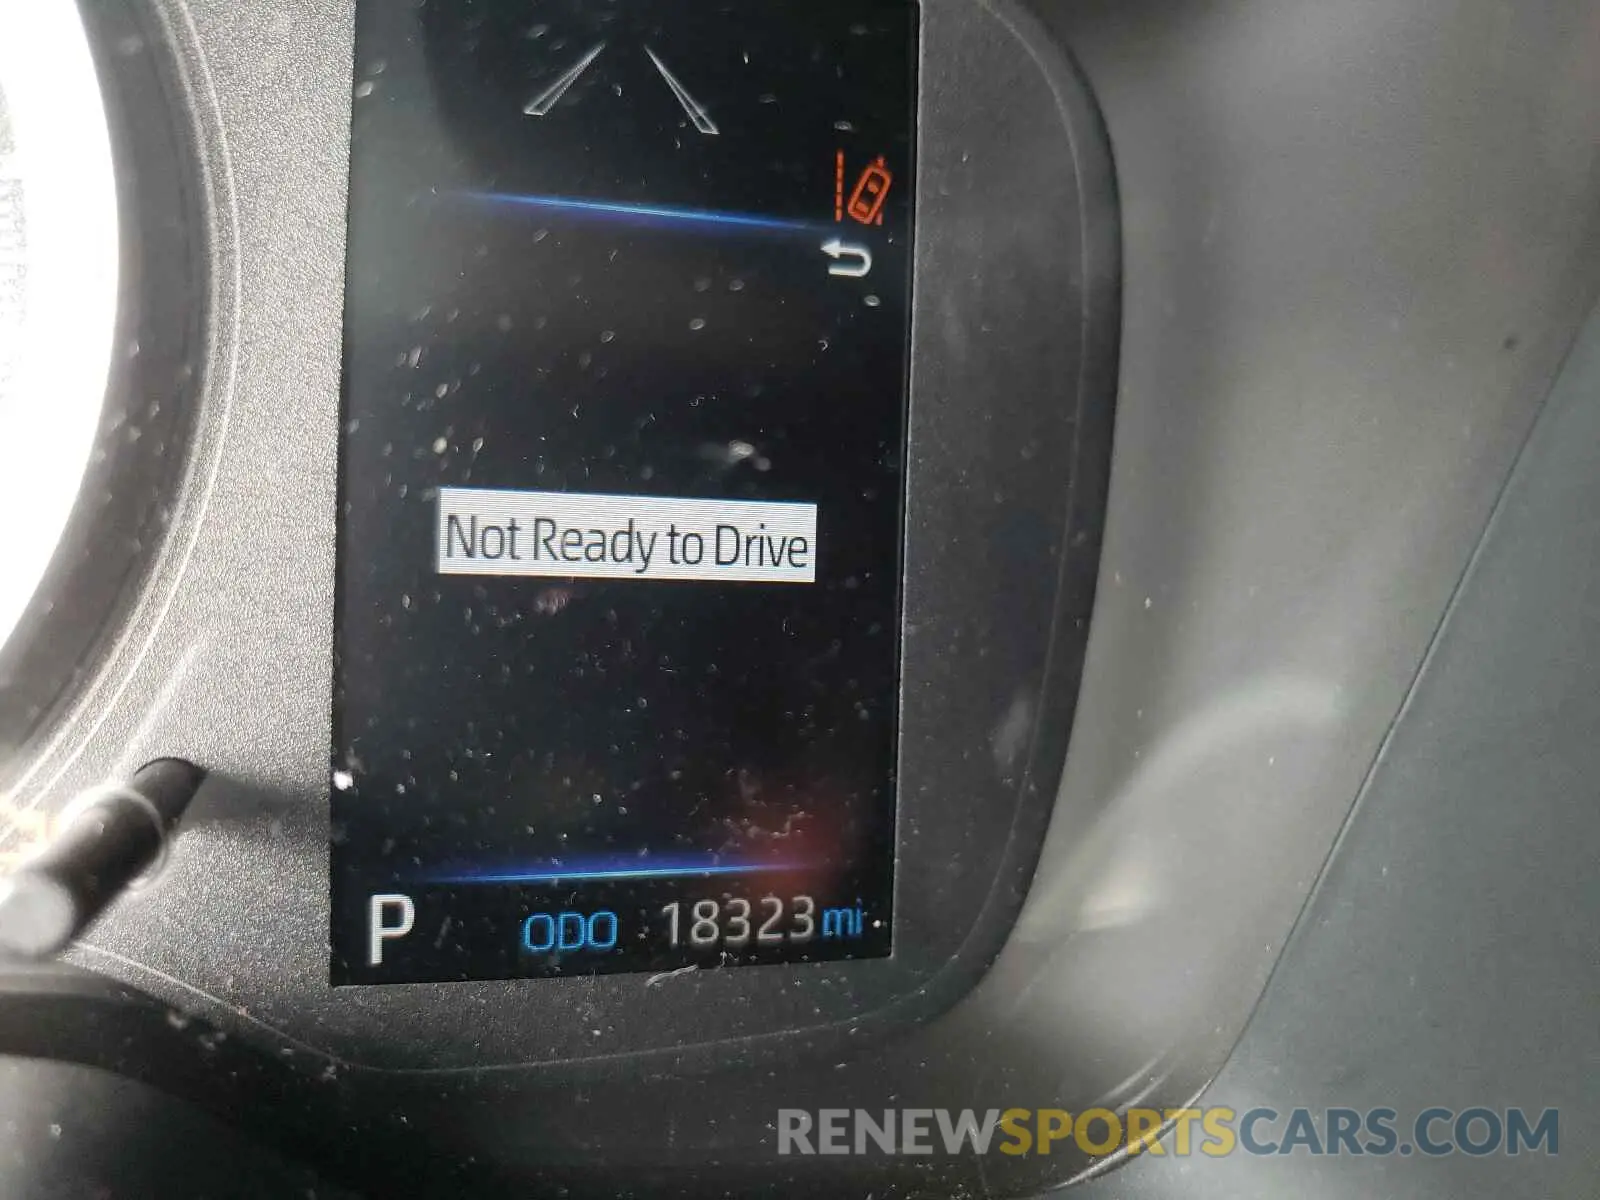 Not Ready to Drive
P ODO 18323 mi
RENEWSPORTSCARS.COM